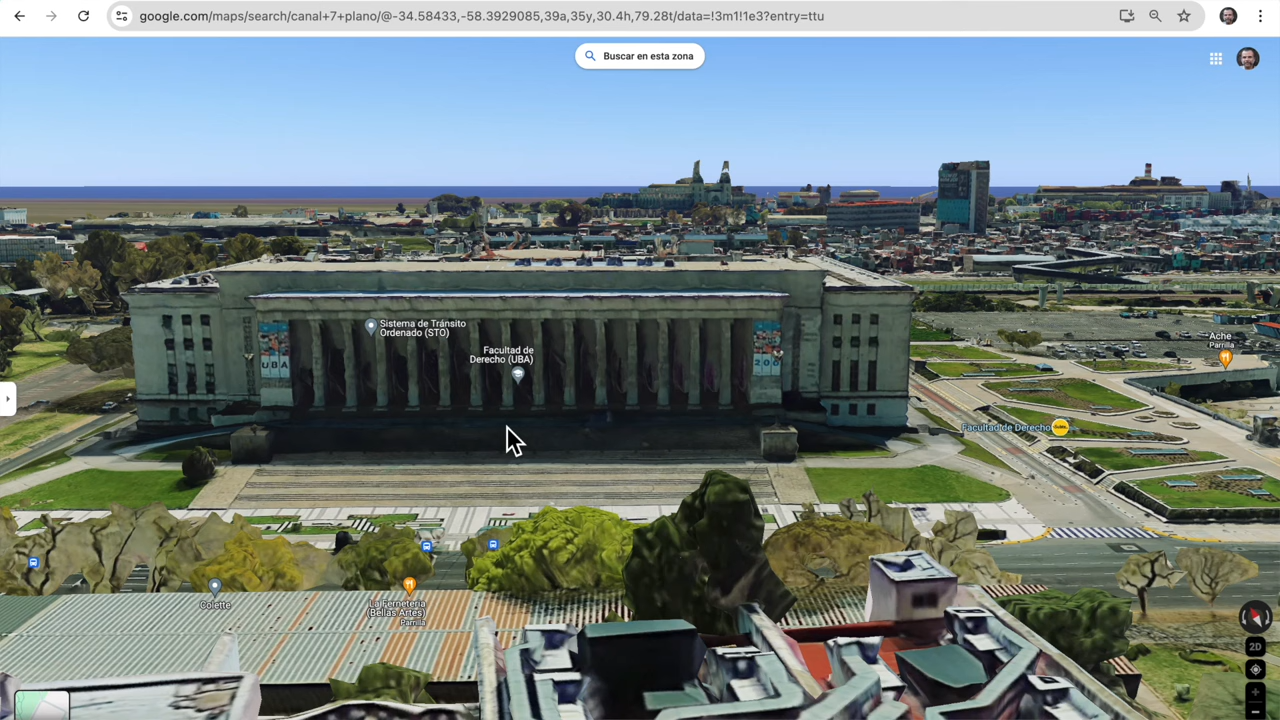 google.com/maps/search/canal+7+plano/@-34.58433,-58.3929085,39a,35y,30.4h,79.28t/data=!3m1!1e3?entry=ttu
Buscar en esta zona
Sistema de Tránsito
Ordenado (STO)
Facultad de
Derecho (UBA)
UBA
200
Ache
Parrilla
Facultad de Derecho
Colette
La Ferneteria
(Bellas Artes)
Parrilla
2D